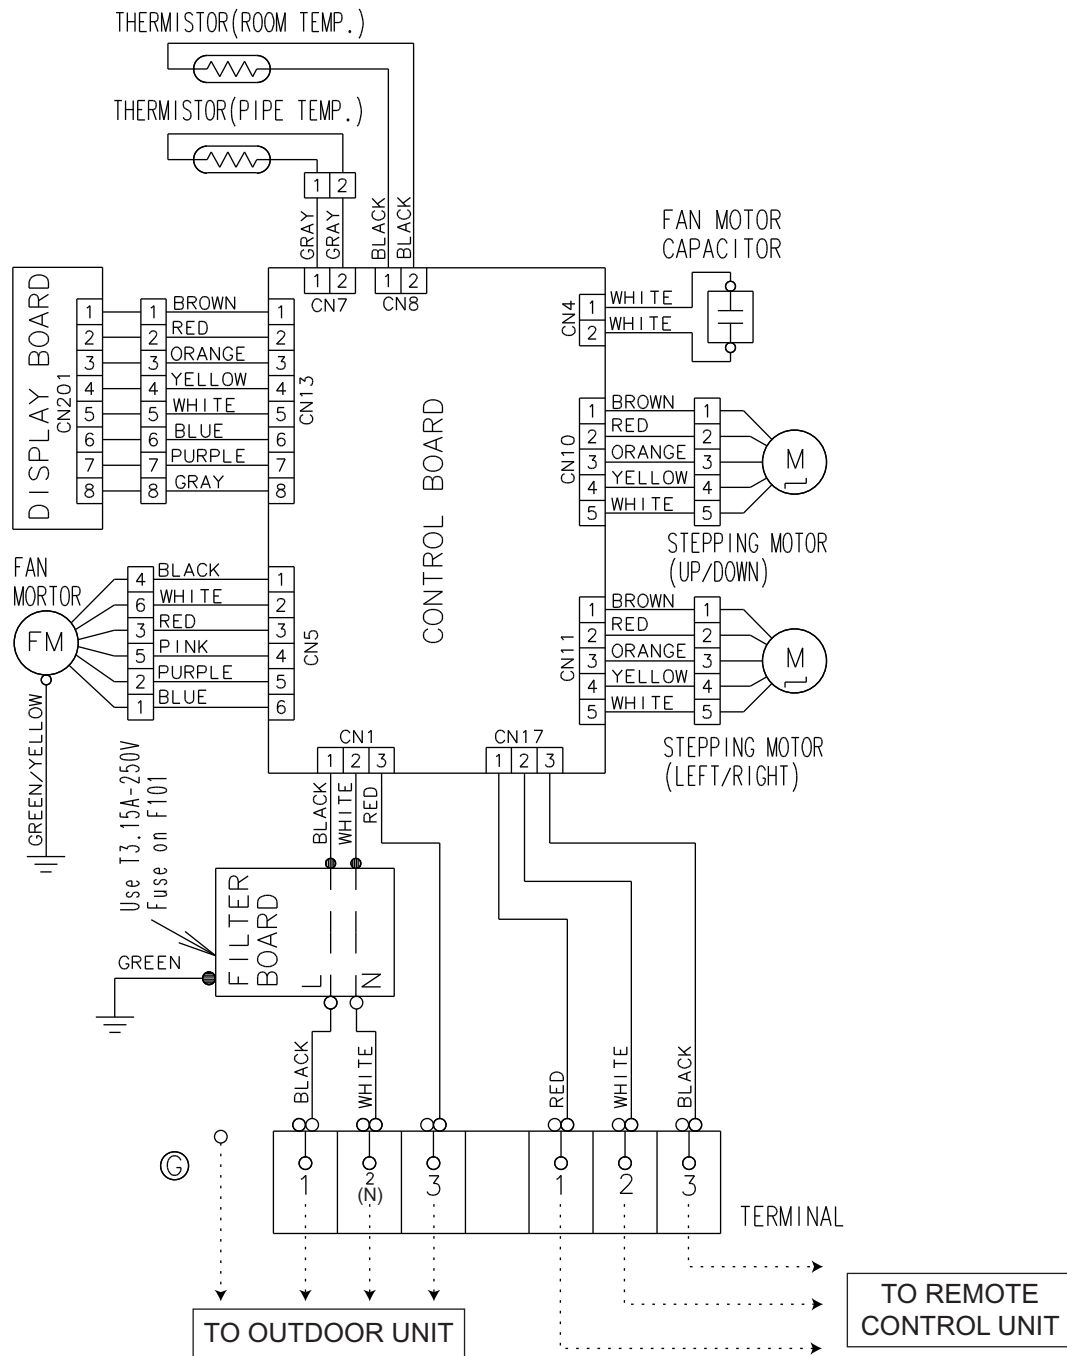 THERMISTOR(ROOM TEMP.)
THERMISTOR(PIPE TEMP.)
1 2
GRAY
GRAY
BLACK
BLACK
1 2
CN7
1 2
CN8
FAN MOTOR
CAPACITOR
CN4
1 WHITE
2 WHITE
DISPLAY BOARD
CN201
1 1 BROWN 1
2 2 RED 2
3 3 ORANGE 3
4 4 YELLOW 4
5 5 WHITE 5
6 6 BLUE 6
7 7 PURPLE 7
8 8 GRAY 8
CN13
CONTROL BOARD
CN10
1 BROWN 1
2 RED 2
3 ORANGE 3
4 YELLOW 4
5 WHITE 5
M
STEPPING MOTOR
(UP/DOWN)
FAN
MORTOR
FM
4 BLACK 1
6 WHITE 2
3 RED 3
5 PINK 4
2 PURPLE 5
1 BLUE 6
CN5
GREEN/YELLOW
CN11
1 BROWN 1
2 RED 2
3 ORANGE 3
4 YELLOW 4
5 WHITE 5
M
STEPPING MOTOR
(LEFT/RIGHT)
CN1
1 2 3
CN17
1 2 3
BLACK
WHITE
RED
Use T3.15A-250V
Fuse on F101
FILTER
BOARD
L
N
GREEN
BLACK
WHITE
RED
WHITE
BLACK
G
1
2
(N)
3
1
2
3
TERMINAL
TO OUTDOOR UNIT
TO REMOTE
CONTROL UNIT